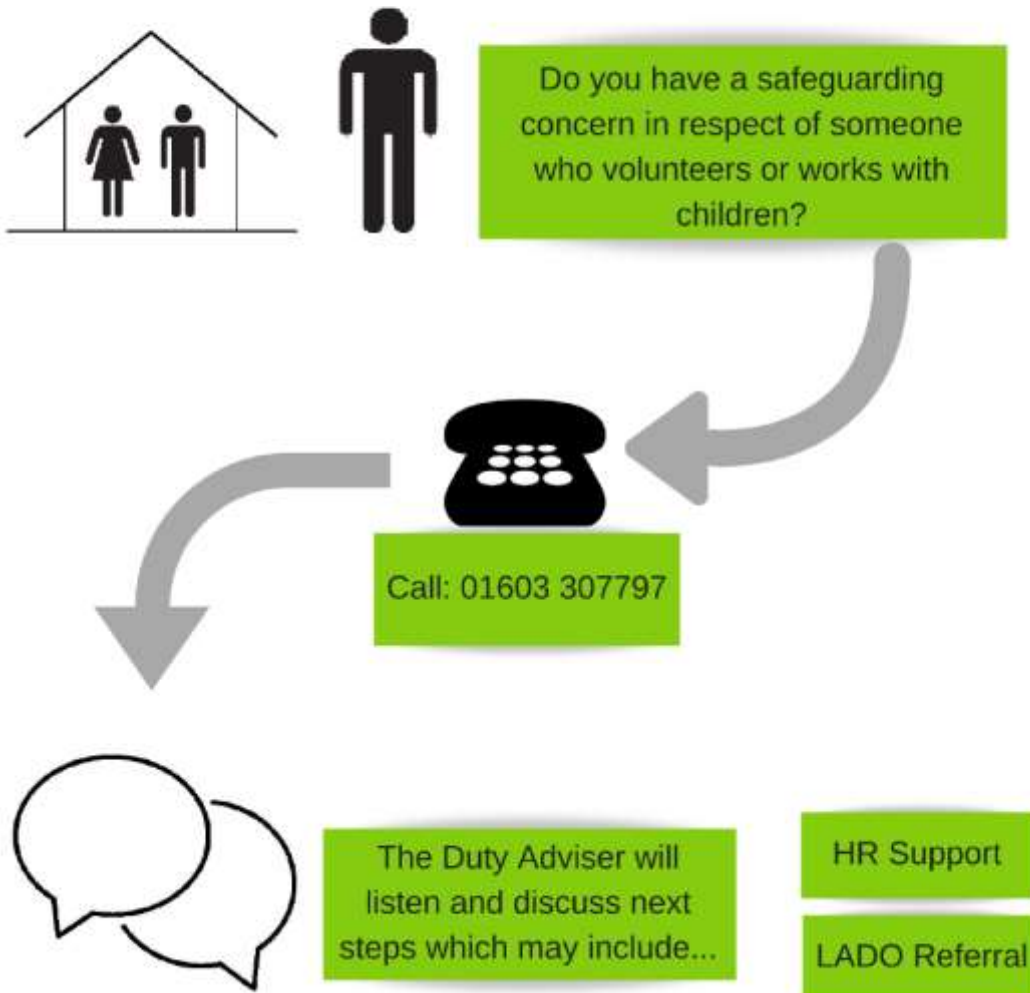 Do you have a safeguarding
concern in respect of someone
who volunteers or works with
children?
Call: 01603 307797
The Duty Adviser will
listen and discuss next
steps which may include...
HR Support
LADO Referral